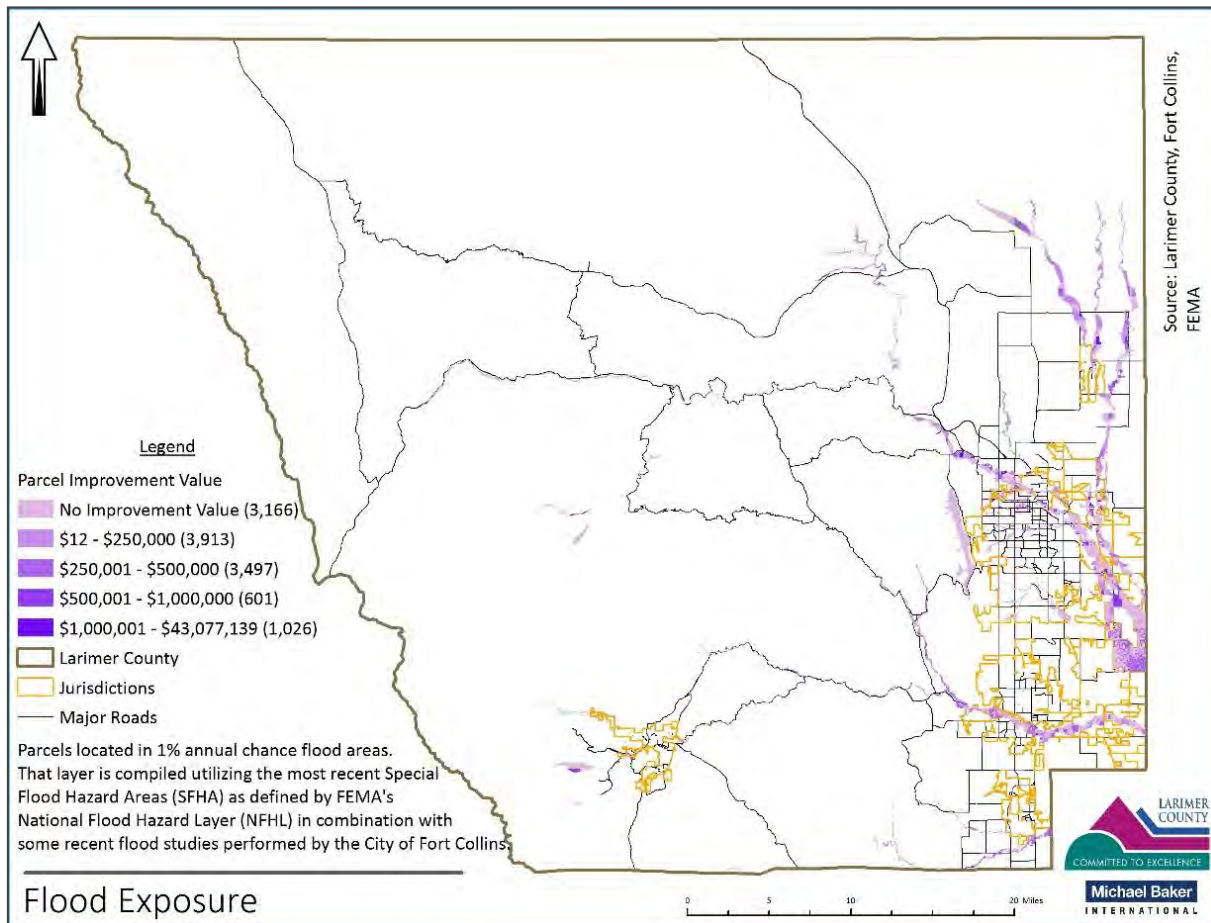 Source: Larimer County, Fort Collins,
FEMA
Legend
Parcel Improvement Value
No Improvement Value (3,166)
$12 - $250,000 (3,913)
$250,001 - $500,000 (3,497)
$500,001 - $1,000,000 (601)
$1,000,001 - $43,077,139 (1,026)
Larimer County
Jurisdictions
Major Roads
Parcels located in 1% annual chance flood areas.
That layer is compiled utilizing the most recent Special
Flood Hazard Areas (SFHA) as defined by FEMA's
National Flood Hazard Layer (NFHL) in combination with
some recent flood studies performed by the City of Fort Collins.
Flood Exposure
0 5 10 20 Miles
LARIMER
COUNTY
COMMITTED TO EXCELLENCE
Michael Baker
INTERNATIONAL